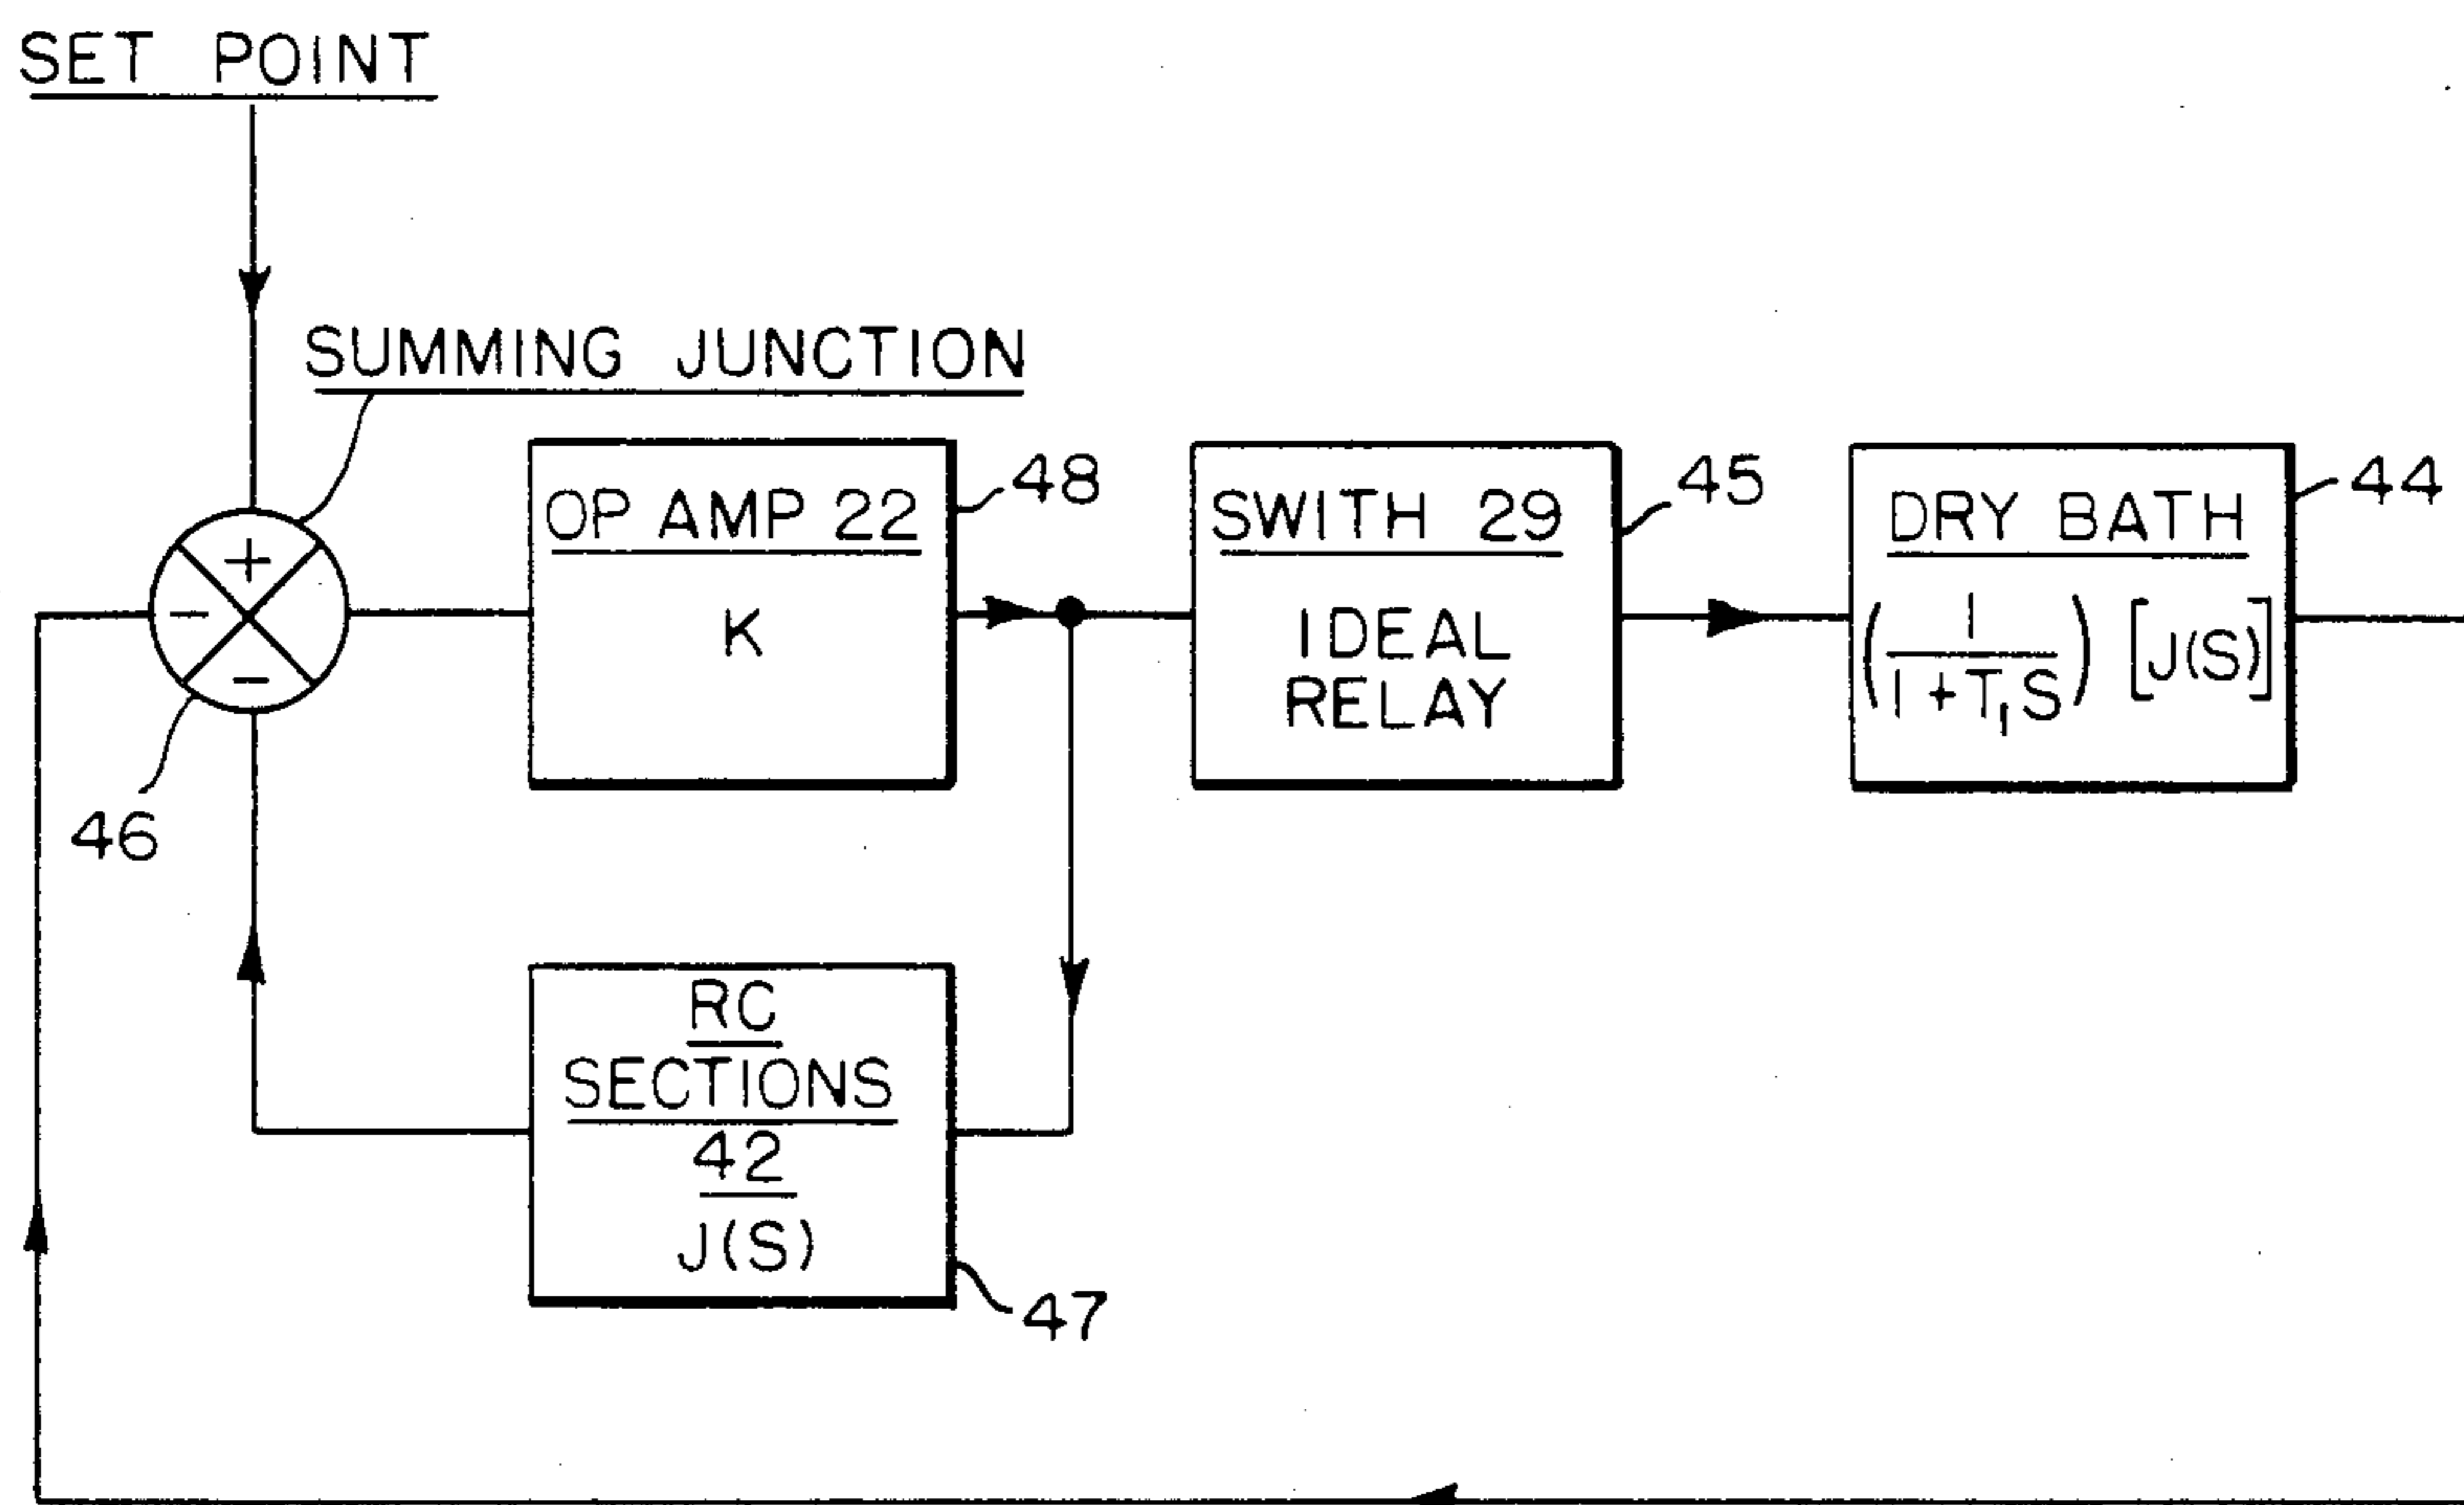 SET POINT
SUMMING JUNCTION
OP AMP 22
K
48
SWITH 29
IDEAL
RELAY
45
DRY BATH
(1/1+T₁S) [J(S)]
44
46
RC
SECTIONS
42
J(S)
47